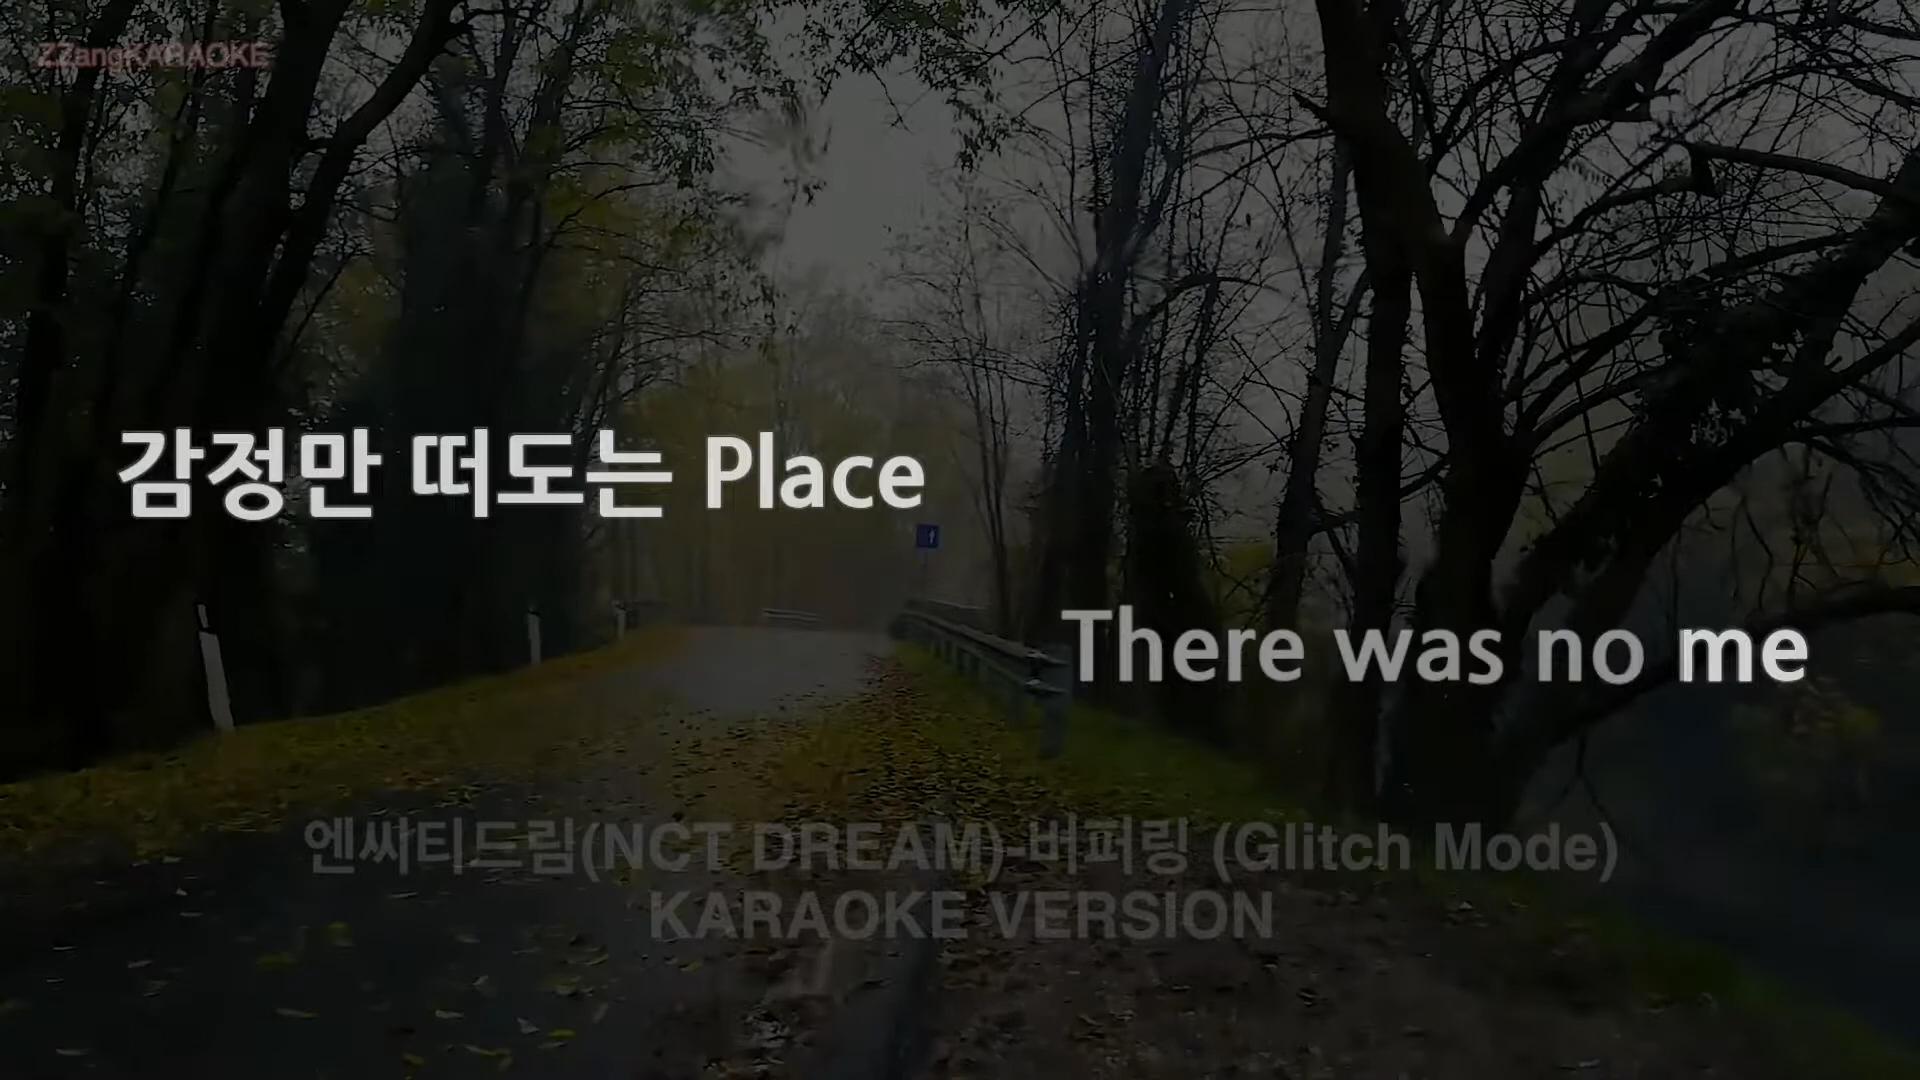 ZZangKARAOKE
감정만 떠도는 Place
There was no me
엔씨티드림(NCT DREAM)-버퍼링 (Glitch Mode)
KARAOKE VERSION